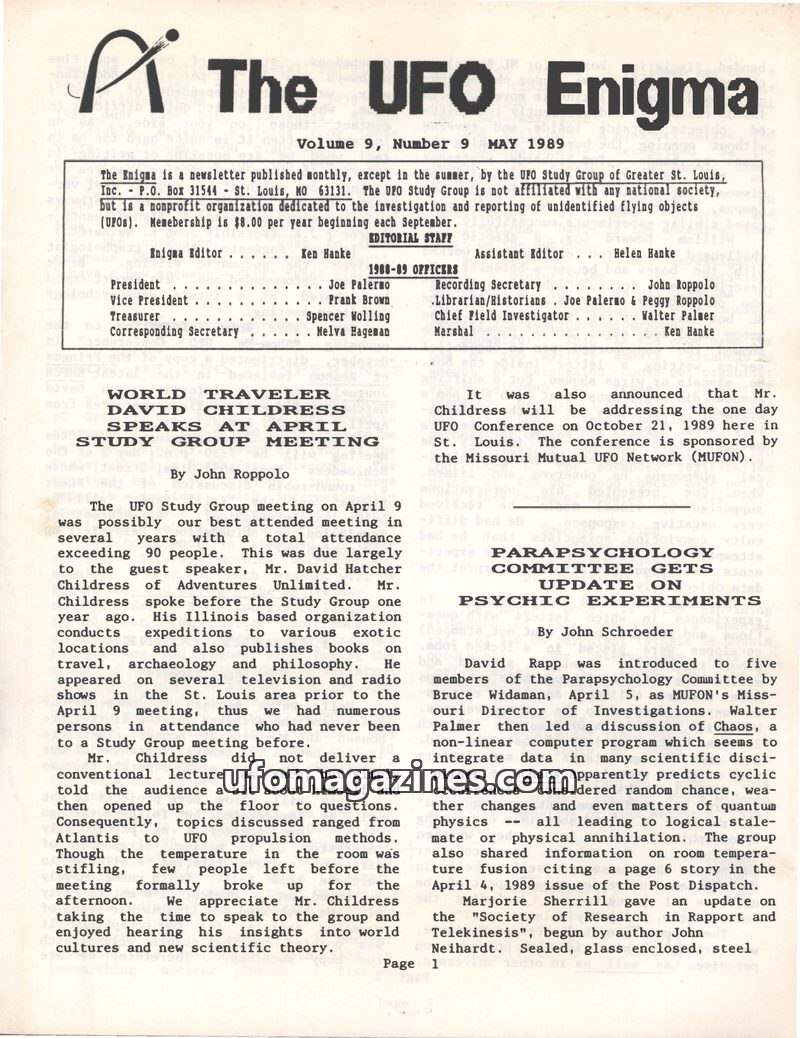 The UFO Enigma
Volume 9, Number 9 MAY 1989
The Enigma is a newsletter published monthly, except in the summer, by the UFO Study Group of Greater St. Louis,
Inc. - P.O. Box 31544 - St. Louis, MO 63131. The UFO Study Group is not affiliated with any national society,
but is a nonprofit organization dedicated to the investigation and reporting of unidentified flying objects
(UFOs). Memebership is $8.00 per year beginning each September.
EDITORIAL STAFF
Enigma Editor . . . . . . Ken Hanke Assistant Editor . . . Helen Hanke
1988-89 OFFICERS
President . . . . . . . . . . . . . . Joe Palermo Recording Secretary . . . . . . . . John Roppolo
Vice President . . . . . . . . . . . . Frank Brown Librarian/Historians . Joe Palermo & Peggy Roppolo
Treasurer . . . . . . . . . . . . Spencer Wolling Chief Field Investigator . . . . . . Walter Palmer
Corresponding Secretary . . . . . . Melva Hageman Marshal . . . . . . . . . . . . . . . . Ken Hanke
WORLD TRAVELER
DAVID CHILDRESS
SPEAKS AT APRIL
STUDY GROUP MEETING
By John Roppolo
The UFO Study Group meeting on April 9
was possibly our best attended meeting in
several years with a total attendance
exceeding 90 people. This was due largely
to the guest speaker, Mr. David Hatcher
Childress of Adventures Unlimited. Mr.
Childress spoke before the Study Group one
year ago. His Illinois based organization
conducts expeditions to various exotic
locations and also publishes books on
travel, archaeology and philosophy. He
appeared on several television and radio
shows in the St. Louis area prior to the
April 9 meeting, thus we had numerous
persons in attendance who had never been
to a Study Group meeting before.
Mr. Childress did not deliver a
conventional lecture
told the audience a
then opened up the floor to questions.
Consequently, topics discussed ranged from
Atlantis to UFO propulsion methods.
Though the temperature in the room was
stifling, few people left before the
meeting formally broke up for the
afternoon. We appreciate Mr. Childress
taking the time to speak to the group and
enjoyed hearing his insights into world
cultures and new scientific theory.
It was also announced that Mr.
Childress will be addressing the one day
UFO Conference on October 21, 1989 here in
St. Louis. The conference is sponsored by
the Missouri Mutual UFO Network (MUFON).
PARAPSYCHOLOGY
COMMITTEE GETS
UPDATE ON
PSYCHIC EXPERIMENTS
By John Schroeder
David Rapp was introduced to five
members of the Parapsychology Committee by
Bruce Widaman, April 5, as MUFON's Miss-
ouri Director of Investigations. Walter
Palmer then led a discussion of Chaos, a
non-linear computer program which seems to
integrate data in many scientific disci-
apparently predicts cyclic
considered random chance, wea-
ther changes and even matters of quantum
physics -- all leading to logical stale-
mate or physical annihilation. The group
also shared information on room tempera-
ture fusion citing a page 6 story in the
April 4, 1989 issue of the Post Dispatch.
Marjorie Sherrill gave an update on
the "Society of Research in Rapport and
Telekinesis", begun by author John
Neihardt. Sealed, glass enclosed, steel
ufomagazines.com
Page 1